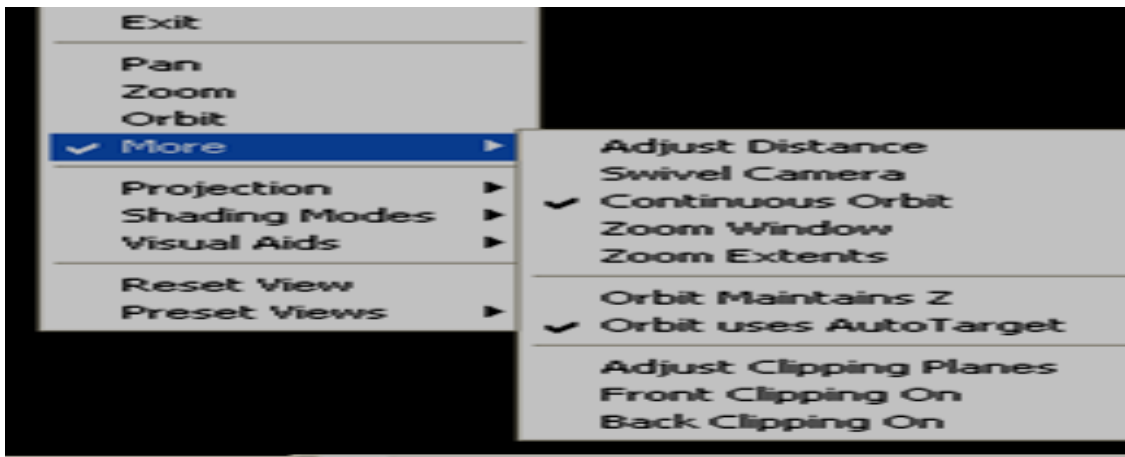 Exit
Pan
Zoom
Orbit
More
Projection
Shading Modes
Visual Aids
Reset View
Preset Views
Adjust Distance
Swivel Camera
Continuous Orbit
Zoom Window
Zoom Extents
Orbit Maintains Z
Orbit uses AutoTarget
Adjust Clipping Planes
Front Clipping On
Back Clipping On